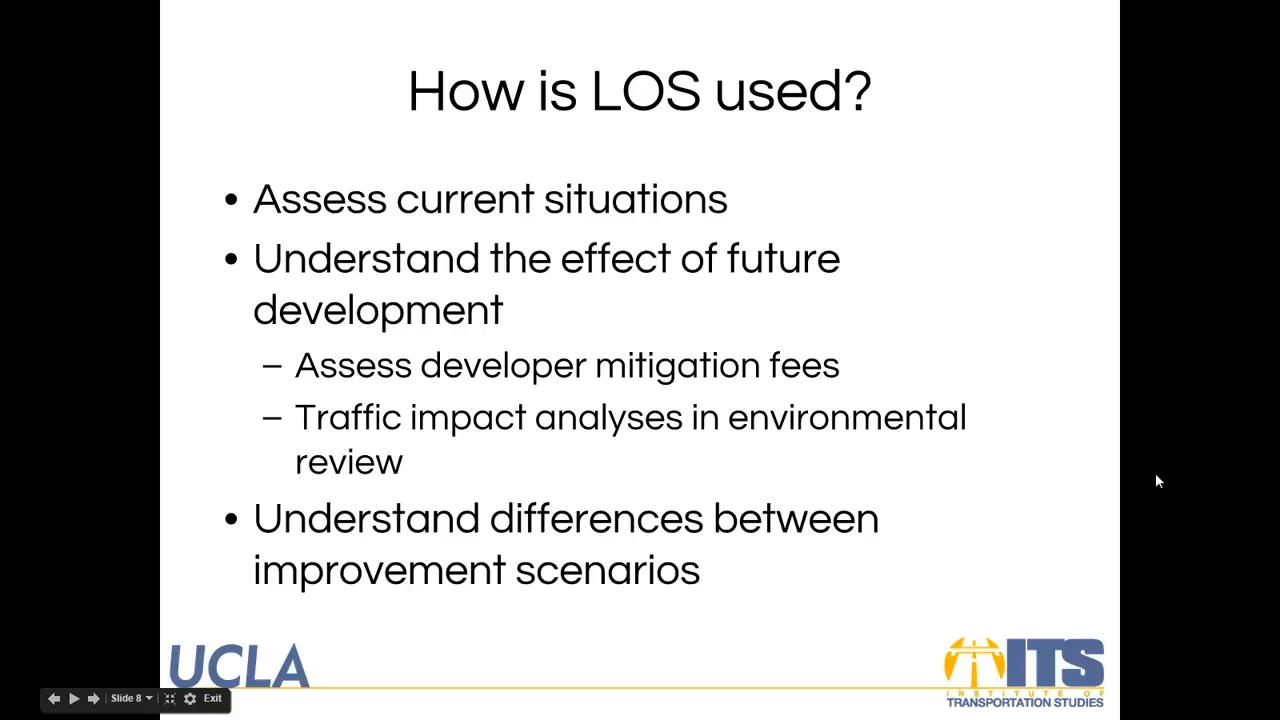 How is LOS used?
• Assess current situations
• Understand the effect of future
development
– Assess developer mitigation fees
– Traffic impact analyses in environmental
review
• Understand differences between
improvement scenarios
UCLA
ITS
INSTITUTE OF
TRANSPORTATION STUDIES
Slide 8
Exit